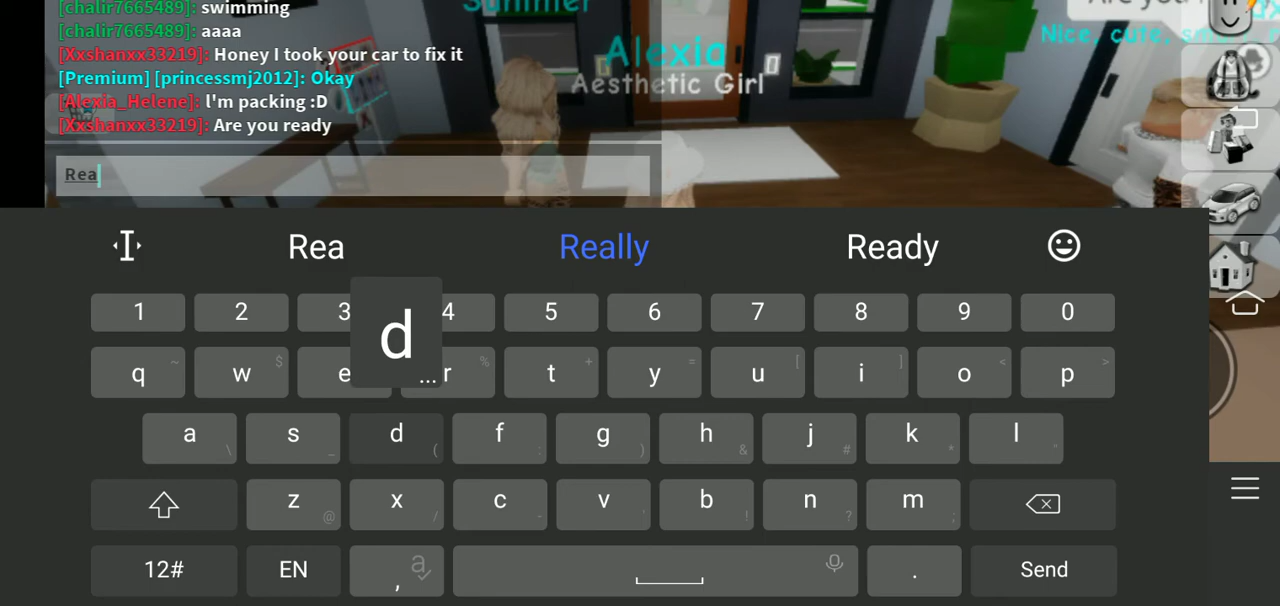 [chalir7665489]: swimming
[chalir7665489]: aaaa
[Xxshanxx33219]: Honey I took your car to fix it
[Premium] [princessmj2012]: Okay
[Alexia_Helene]: I'm packing :D
[Xxshanxx33219]: Are you ready
Rea
Summer
Alexia
Aesthetic Girl
Are you
Nice, cute,
Rea Really Ready
d
1 2 3 4 5 6 7 8 9 0
q ~ w $ e ... r % t + y = u [ i ] o < p >
a \ s _ d ( f : g ) h & j # k * l "
z @ x / c - v ' b ! n ? m ;
12# EN , a . Send